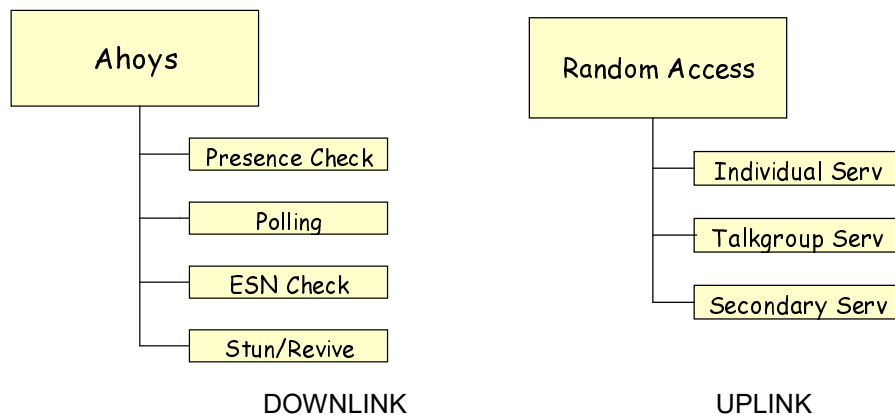 Ahoys
Presence Check
Polling
ESN Check
Stun/Revive
DOWNLINK
Random Access
Individual Serv
Talkgroup Serv
Secondary Serv
UPLINK